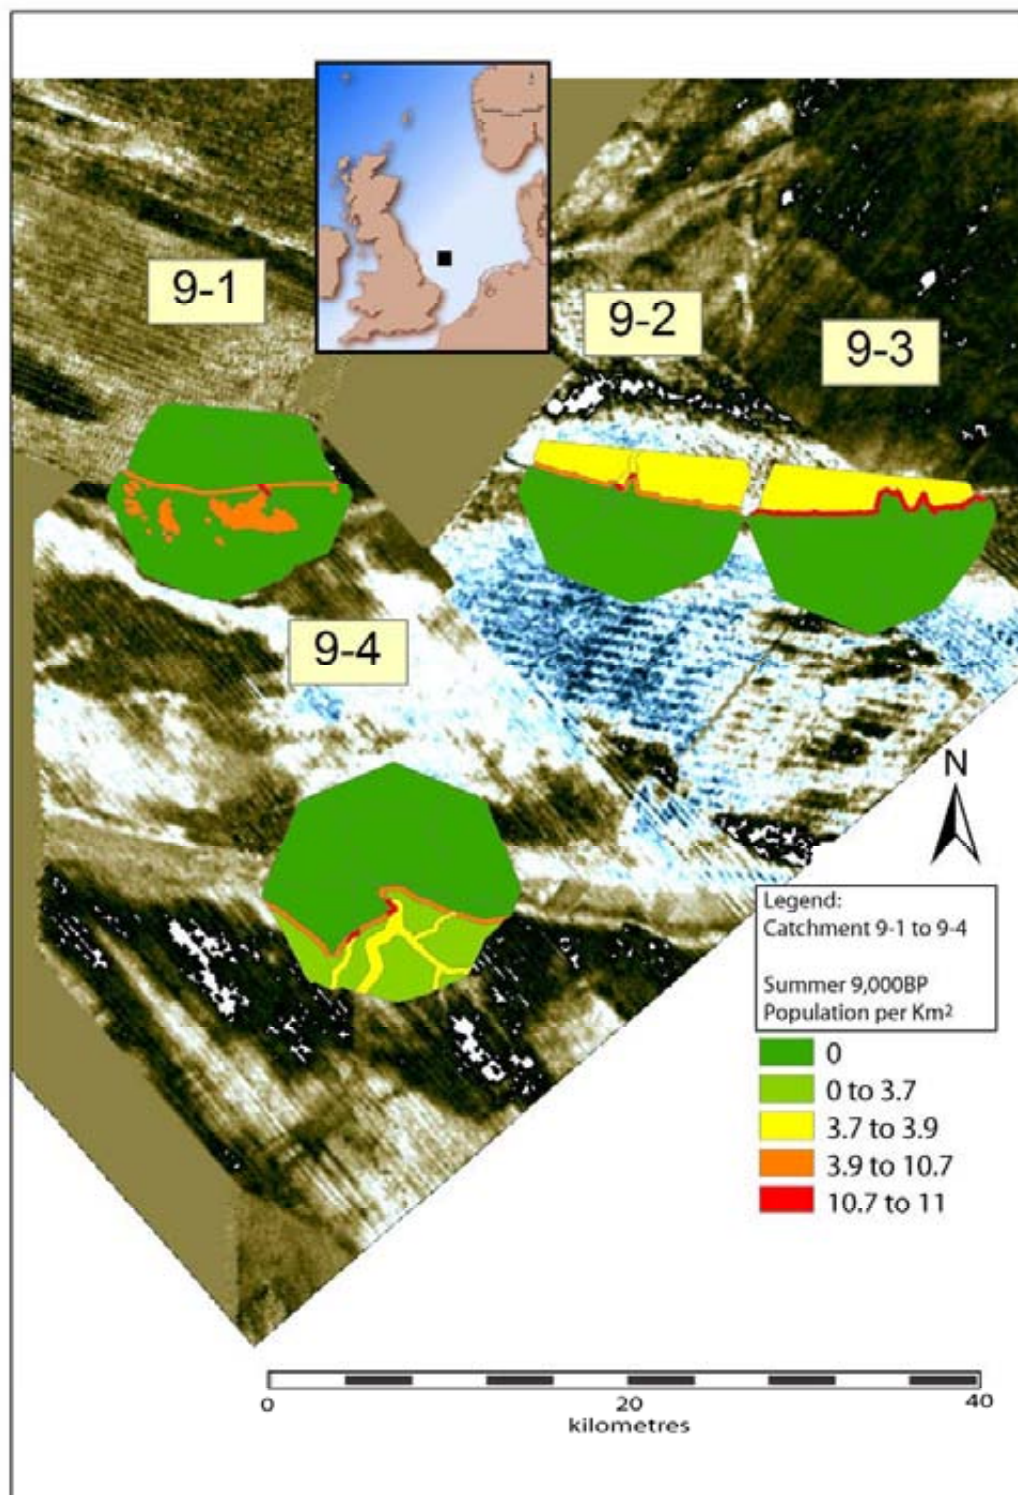 9-1
9-2
9-3
9-4
N
Legend:
Catchment 9-1 to 9-4
Summer 9,000BP
Population per Km²
0
0 to 3.7
3.7 to 3.9
3.9 to 10.7
10.7 to 11
0
20
40
kilometres